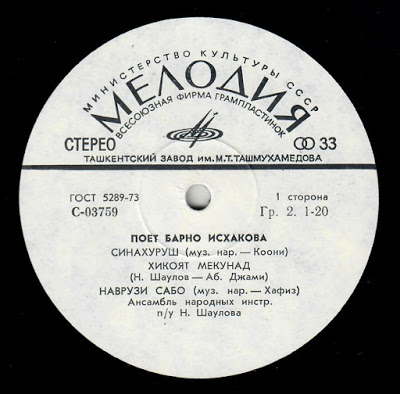 МИНИСТЕРСТВО КУЛЬТУРЫ СССР
МЕЛОДИЯ
ВСЕСОЮЗНАЯ ФИРМА ГРАМПЛАСТИНОК
СТЕРЕО 33
ТАШКЕНТСКИЙ ЗАВОД ИМ. М.Т. ТАШМУХАМЕДОВА
ГОСТ 5289-73 1 сторона
С-03759 Гр. 2. 1-20
ПОЕТ БАРНО ИСХАКОВА
СИНАХУРУШ (муз. нар. — Коони)
ХИКОЯТ МЕКУНАД
(Н. Шаулов — Аб. Джами)
НАВРУЗИ САБО (муз. нар. — Хафиз)
Ансамбль народных инстр.
п/у Н. Шаулова